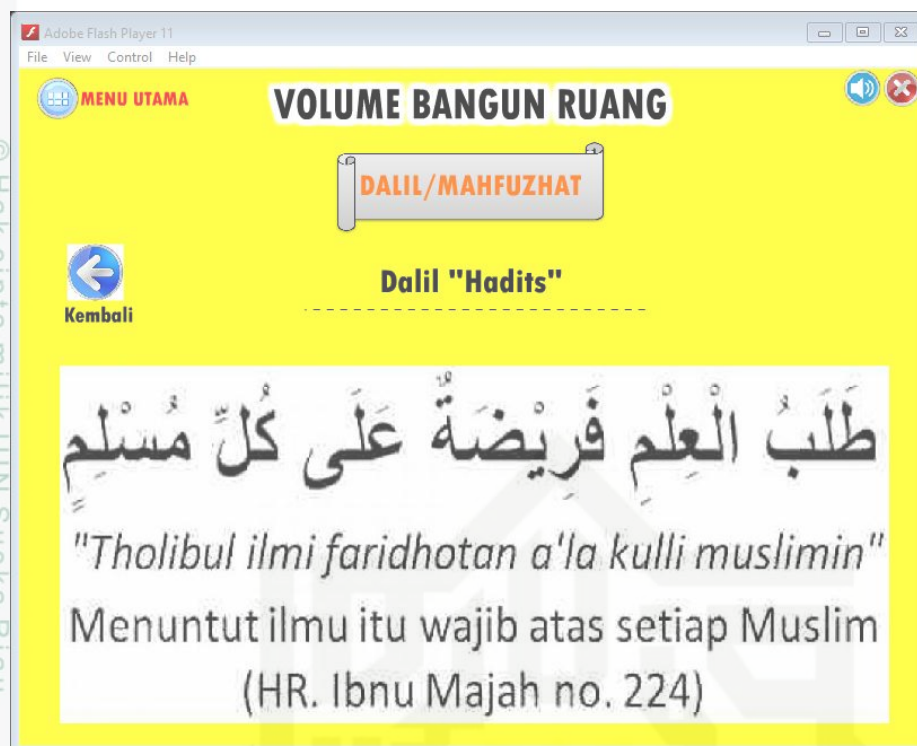 Adobe Flash Player 11
File View Control Help
MENU UTAMA
VOLUME BANGUN RUANG
DALIL/MAHFUZHAT
Kembali
Dalil "Hadits"
طَلَبُ الْعِلْمِ فَرِيْضَةٌ عَلَى كُلِّ مُسْلِمٍ
"Tholibul ilmi faridhotan a'la kulli muslimin"
Menuntut ilmu itu wajib atas setiap Muslim
(HR. Ibnu Majah no. 224)